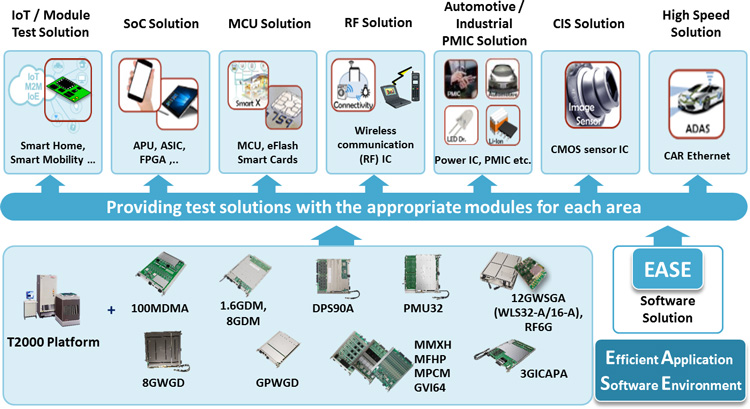 IoT / Module
Test Solution
SoC Solution
MCU Solution
RF Solution
Automotive /
Industrial
PMIC Solution
CIS Solution
High Speed
Solution
IoT
M2M
IoE
Smart Home,
Smart Mobility ...
APU, ASIC,
FPGA ,..
Smart X
759
MCU, eFlash
Smart Cards
Connectivity
Wireless
communication
(RF) IC
PMIC
LED Dr.
Li-Ion
Power IC, PMIC etc.
Image
Sensor
CMOS sensor IC
ADAS
CAR Ethernet
Providing test solutions with the appropriate modules for each area
T2000 Platform
+
100MDMA
1.6GDM,
8GDM
DPS90A
PMU32
12GWSGA
(WLS32-A/16-A),
RF6G
8GWGD
GPWGD
MMXH
MFHP
MPCM
GVI64
3GICAPA
EASE
Software
Solution
Efficient Application
Software Environment